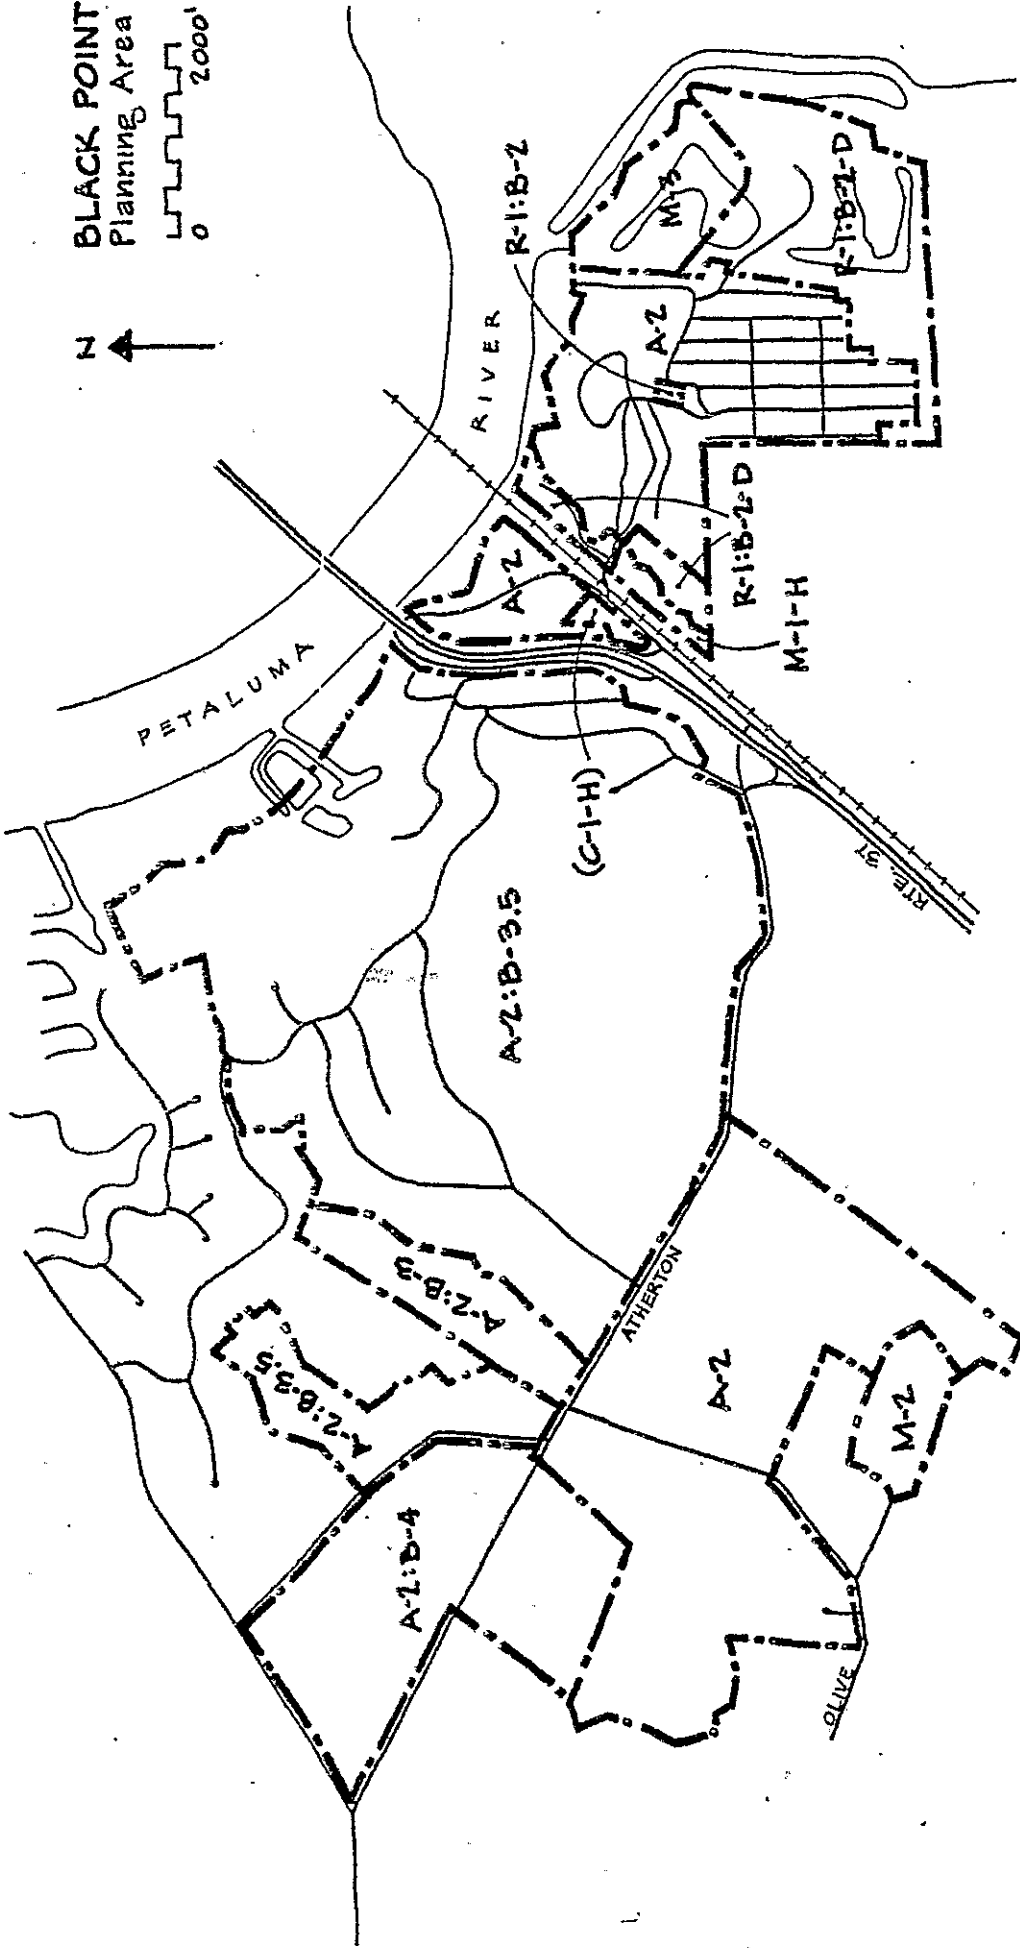 BLACK POINT
Planning Area
0 2000'
N
PETALUMA RIVER
R-1:B-2
M-3
R-1:B-2-D
A-2
A-2
R-1:B-2-D
M-1-H
(C-1-H)
RTE. 37
A-2:B-3.5
A-2:B-3
A-2:B-3.5
A-2:B-4
ATHERTON
A-2
M-2
OLIVE